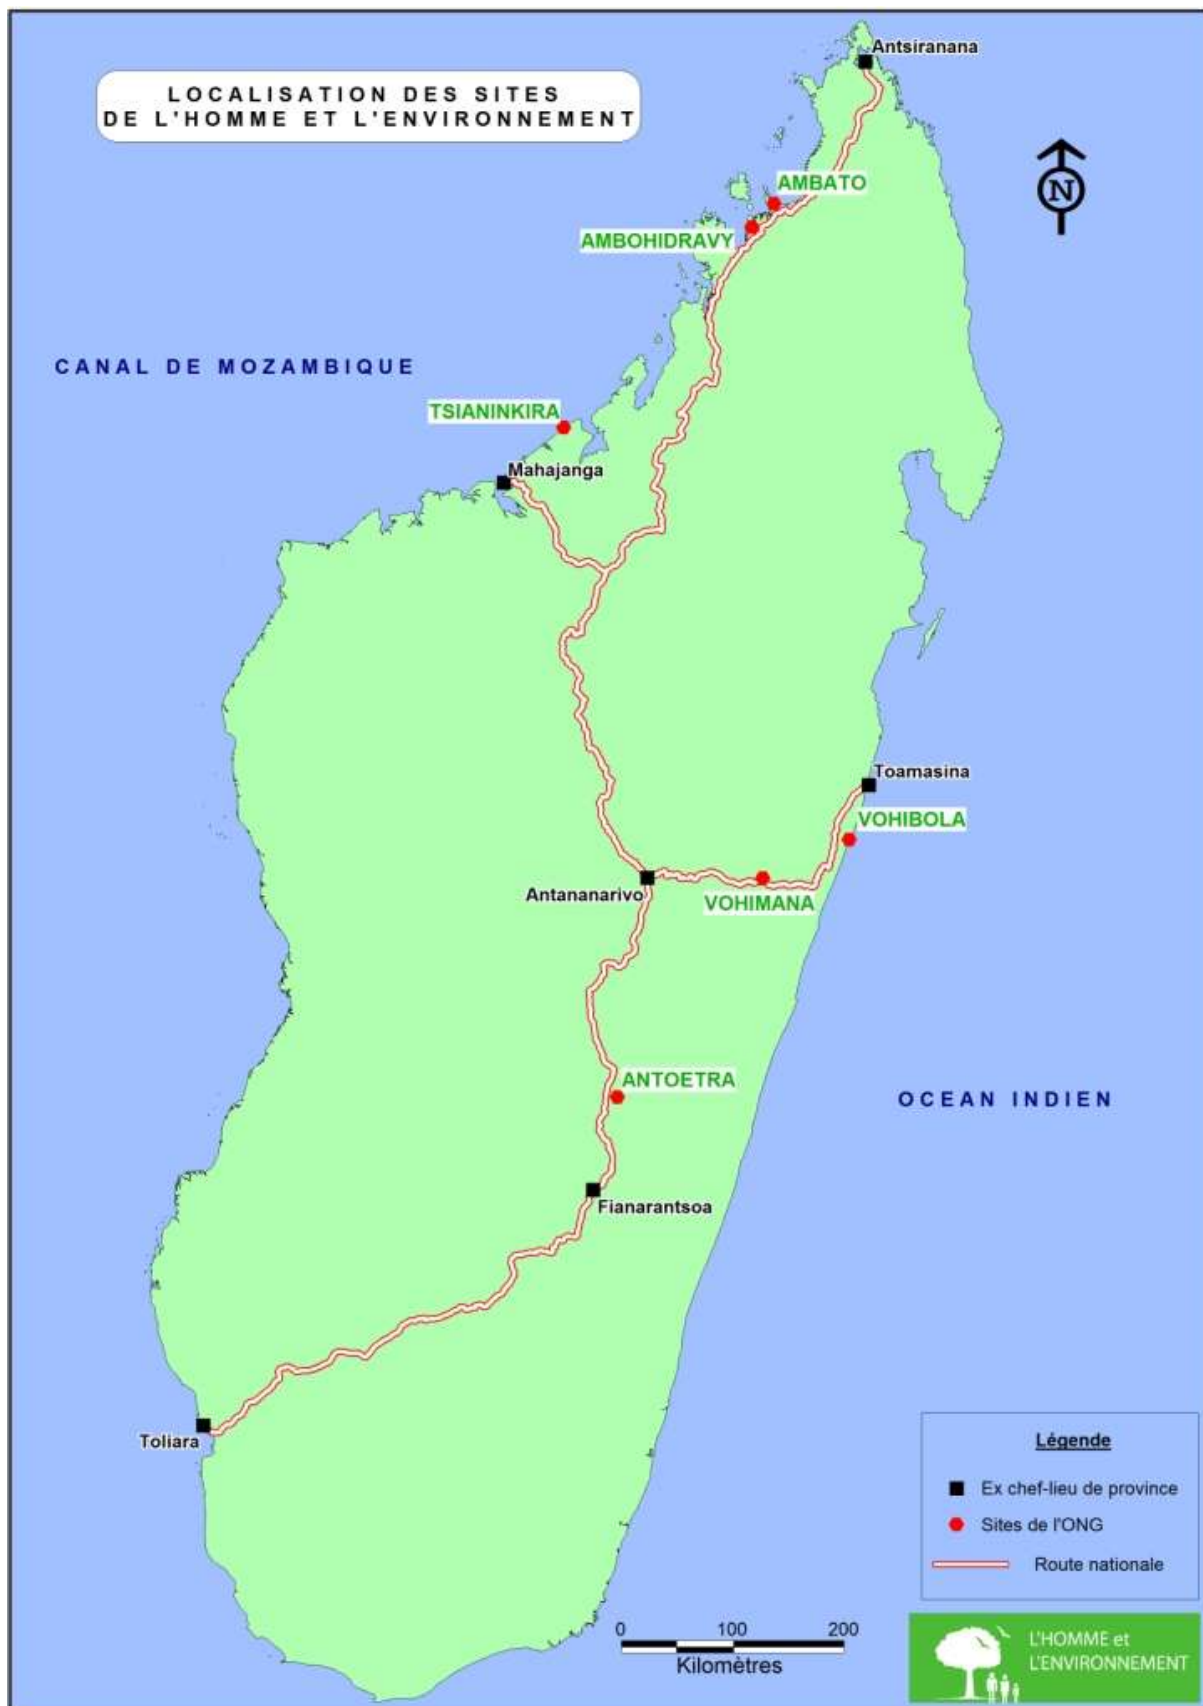 LOCALISATION DES SITES
DE L'HOMME ET L'ENVIRONNEMENT
Antsiranana
N
AMBATO
AMBOHIDRAVY
CANAL DE MOZAMBIQUE
TSIANINKIRA
Mahajanga
Toamasina
VOHIBOLA
Antananarivo
VOHIMANA
ANTOETRA
OCEAN INDIEN
Fianarantsoa
Toliara
Légende
Ex chef-lieu de province
Sites de l'ONG
Route nationale
0 100 200
Kilomètres
L'HOMME et
L'ENVIRONNEMENT